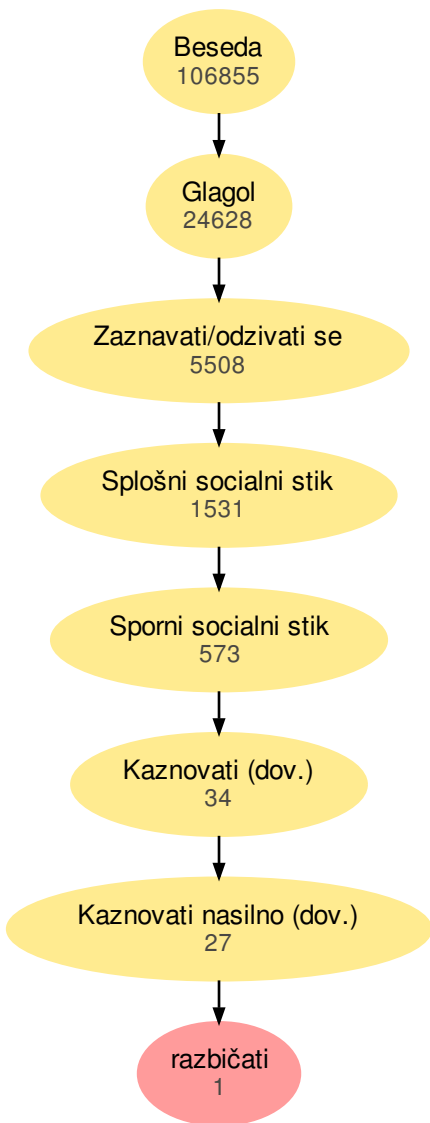 Beseda
106855
Glagol
24628
Zaznavati/odzivati se
5508
Splošni socialni stik
1531
Sporni socialni stik
573
Kaznovati (dov.)
34
Kaznovati nasilno (dov.)
27
razbičati
1